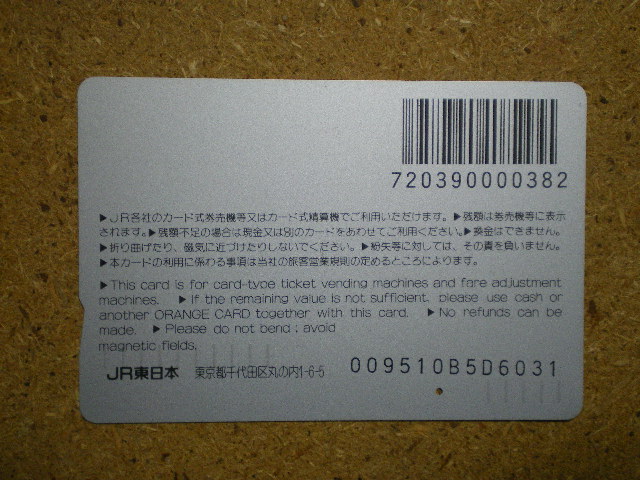 720390000382
▶JR各社のカード式券売機等又はカード式精算機でご利用いただけます。▶残額は券売機等に表示
されます。▶残額不足の場合は現金又は別のカードをあわせてご利用ください。▶換金はできません。
▶折り曲げたり、磁気に近づけたりしないでください。▶紛失等に対しては、その責を負いません。
▶本カードの利用に係わる事項は当社の旅客営業規則の定めるところによります。
▶This card is for card-type ticket vending machines and fare adjustment
machines. ▶If the remaining value is not sufficient, please use cash or
another ORANGE CARD together with this card. ▶No refunds can be
made. ▶Please do not bend; avoid
magnetic fields.
JR東日本 東京都千代田区丸の内1-6-5 009510B5D6031